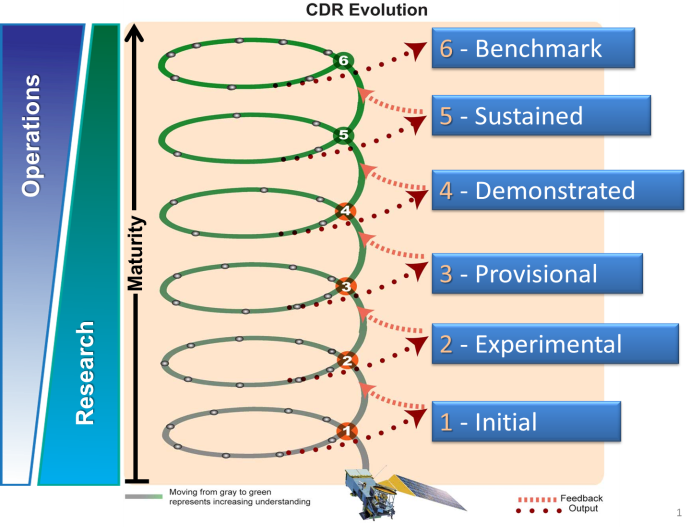 CDR Evolution
Operations
Research
Maturity
6
6 - Benchmark
5
5 - Sustained
4
4 - Demonstrated
3
3 - Provisional
2
2 - Experimental
1
1 - Initial
Moving from gray to green
represents increasing understanding
Feedback
Output
1